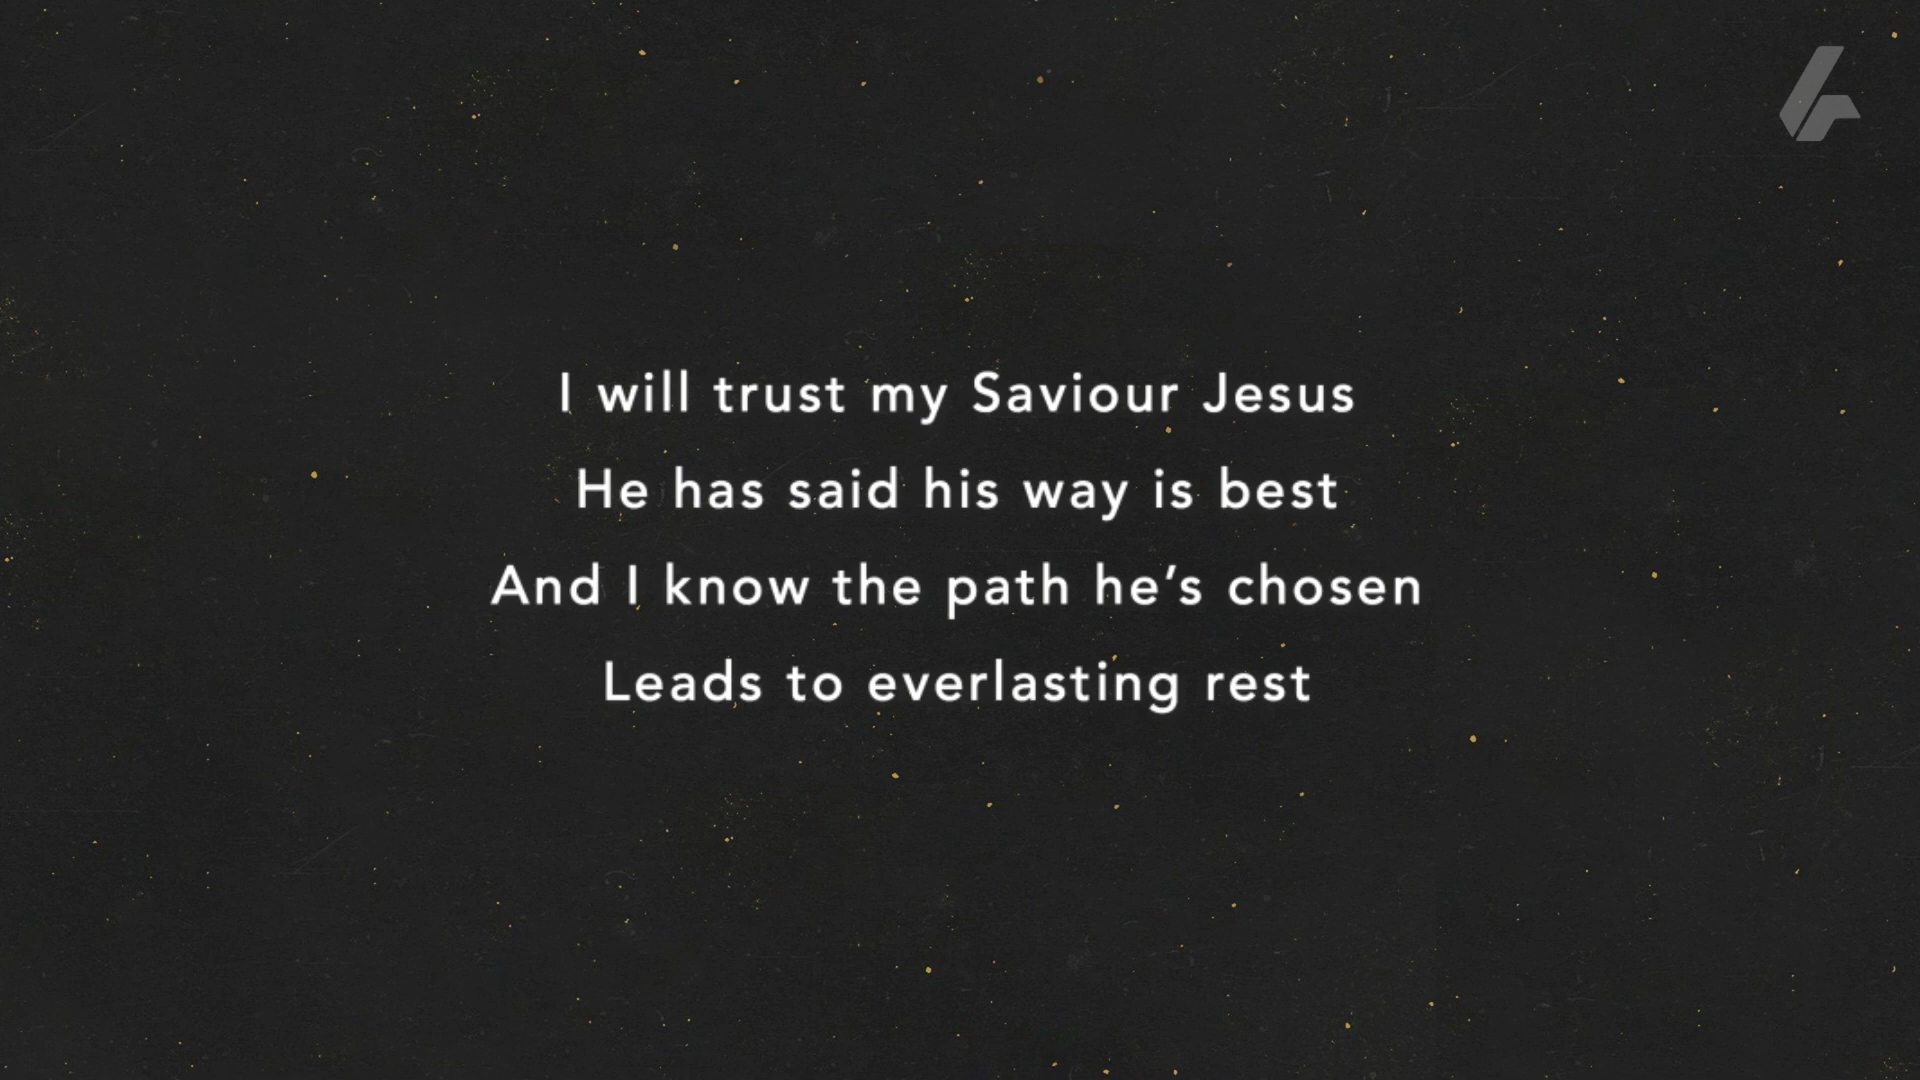 I will trust my Saviour Jesus
He has said his way is best
And I know the path he’s chosen
Leads to everlasting rest